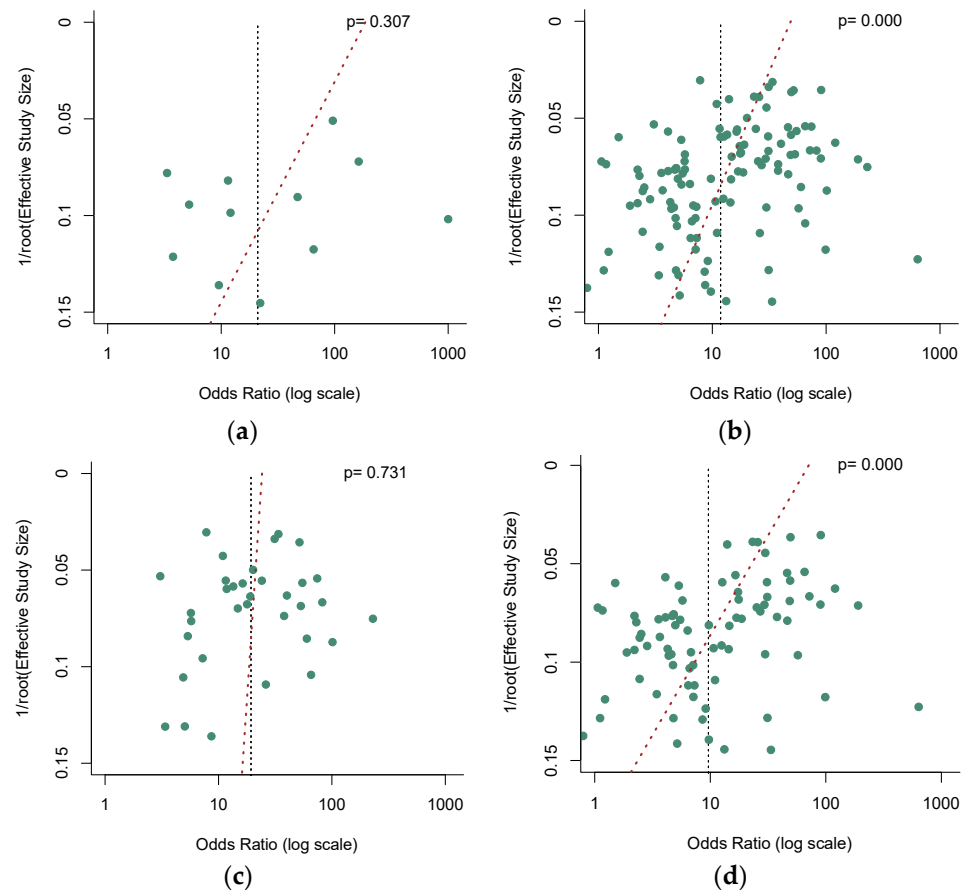 p= 0.307
0
0.05
0.1
0.15
1/root(Effective Study Size)
1 10 100 1000
Odds Ratio (log scale)
(a)
p= 0.000
0
0.05
0.1
0.15
1/root(Effective Study Size)
1 10 100 1000
Odds Ratio (log scale)
(b)
p= 0.731
0
0.05
0.1
0.15
1/root(Effective Study Size)
1 10 100 1000
Odds Ratio (log scale)
(c)
p= 0.000
0
0.05
0.1
0.15
1/root(Effective Study Size)
1 10 100 1000
Odds Ratio (log scale)
(d)